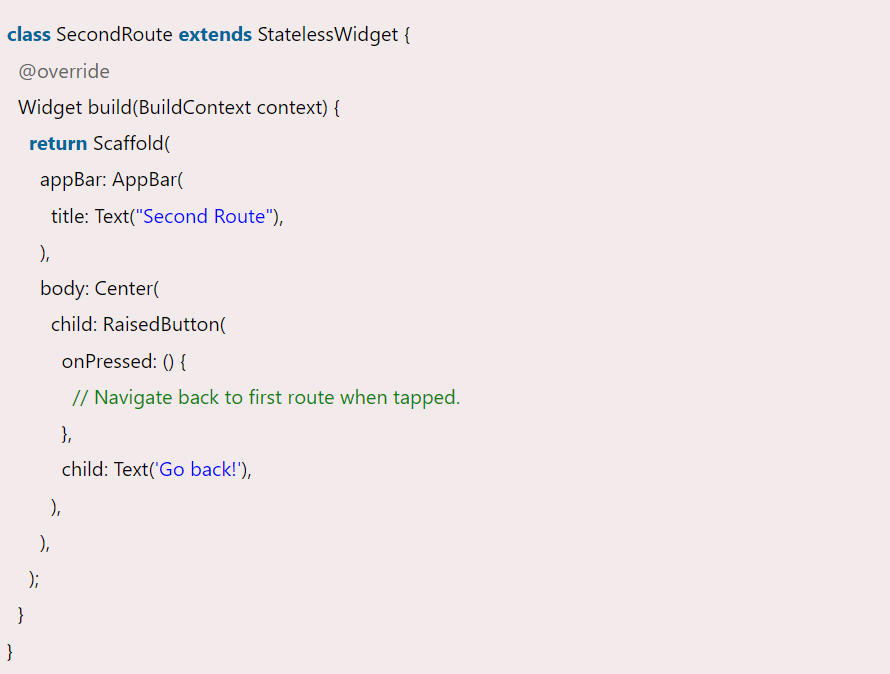 class SecondRoute extends StatelessWidget {
@override
Widget build(BuildContext context) {
return Scaffold(
appBar: AppBar(
title: Text("Second Route"),
),
body: Center(
child: RaisedButton(
onPressed: () {
// Navigate back to first route when tapped.
},
child: Text('Go back!'),
),
),
);
}
}